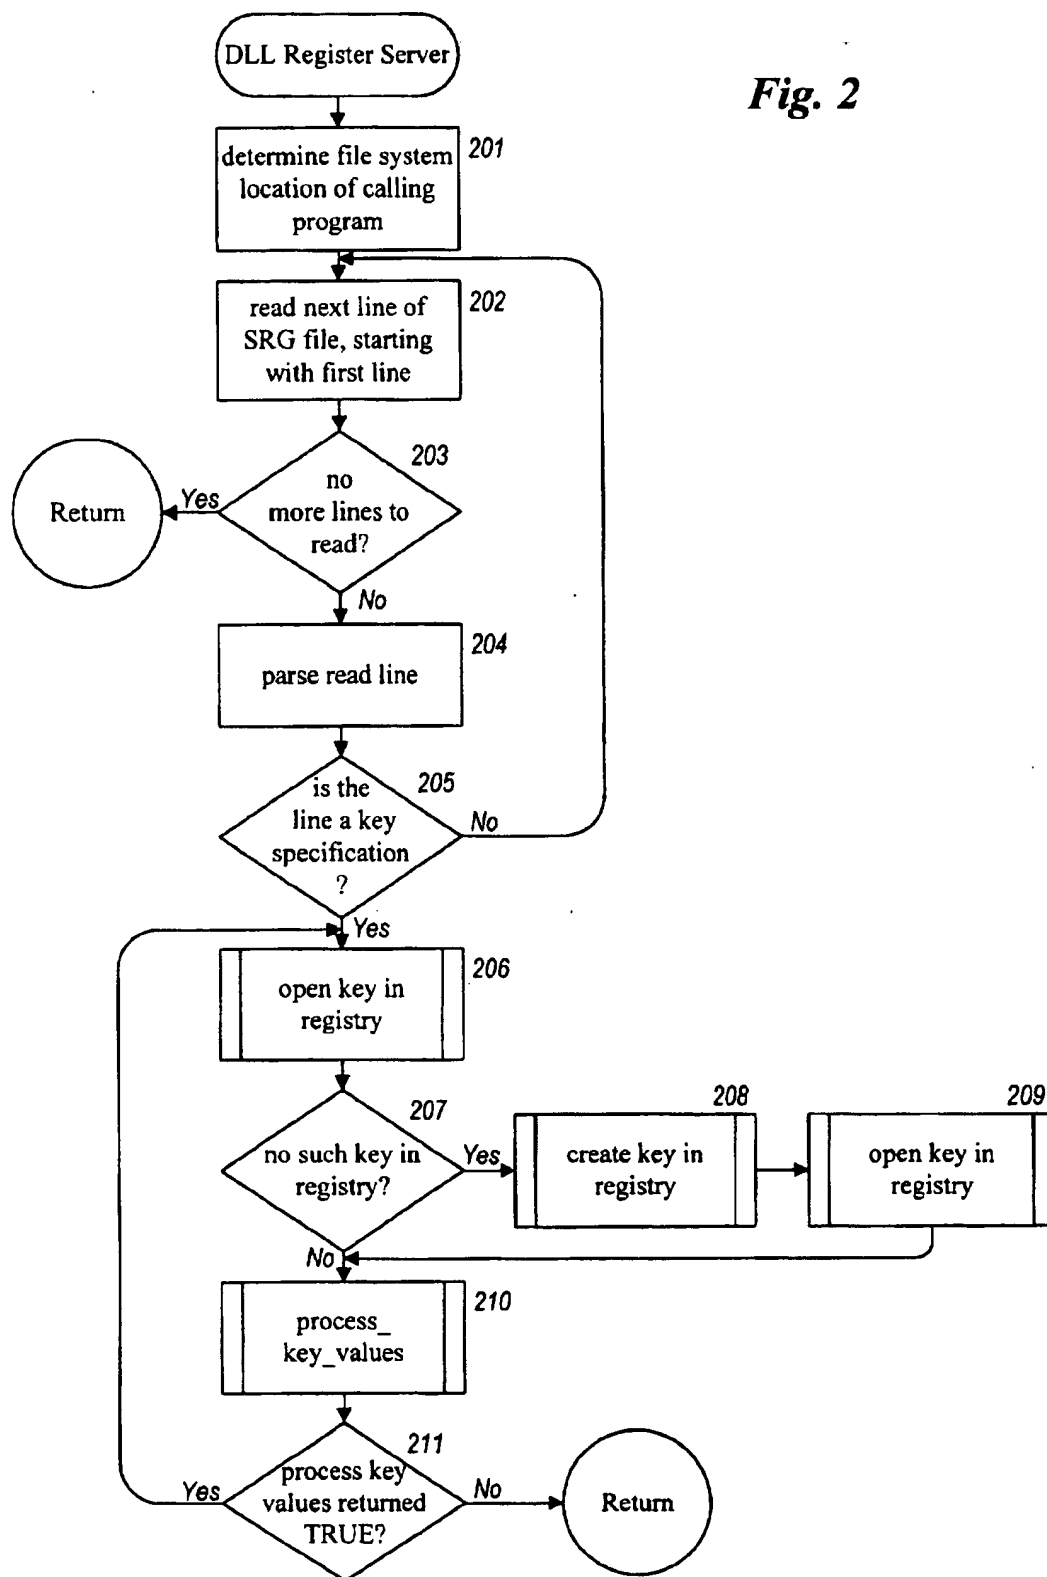 DLL Register Server
Fig. 2
201
determine file system
location of calling
program
202
read next line of
SRG file, starting
with first line
203
no
more lines to
read?
Yes
Return
No
204
parse read line
205
is the
line a key
specification
?
No
Yes
206
open key in
registry
207
no such key in
registry?
Yes
208
create key in
registry
209
open key in
registry
No
210
process_
key_values
211
process key
values returned
TRUE?
Yes
No
Return